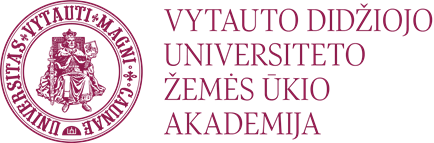 UNIVERSITAS VYTAUTI MAGNI CAUNAE
VYTAUTO DIDŽIOJO
UNIVERSITETO
ŽEMĖS ŪKIO
AKADEMIJA